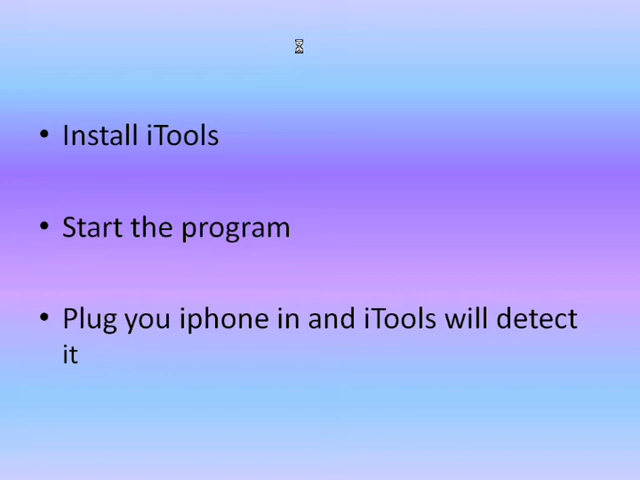 • Install iTools
• Start the program
• Plug you iphone in and iTools will detect
it